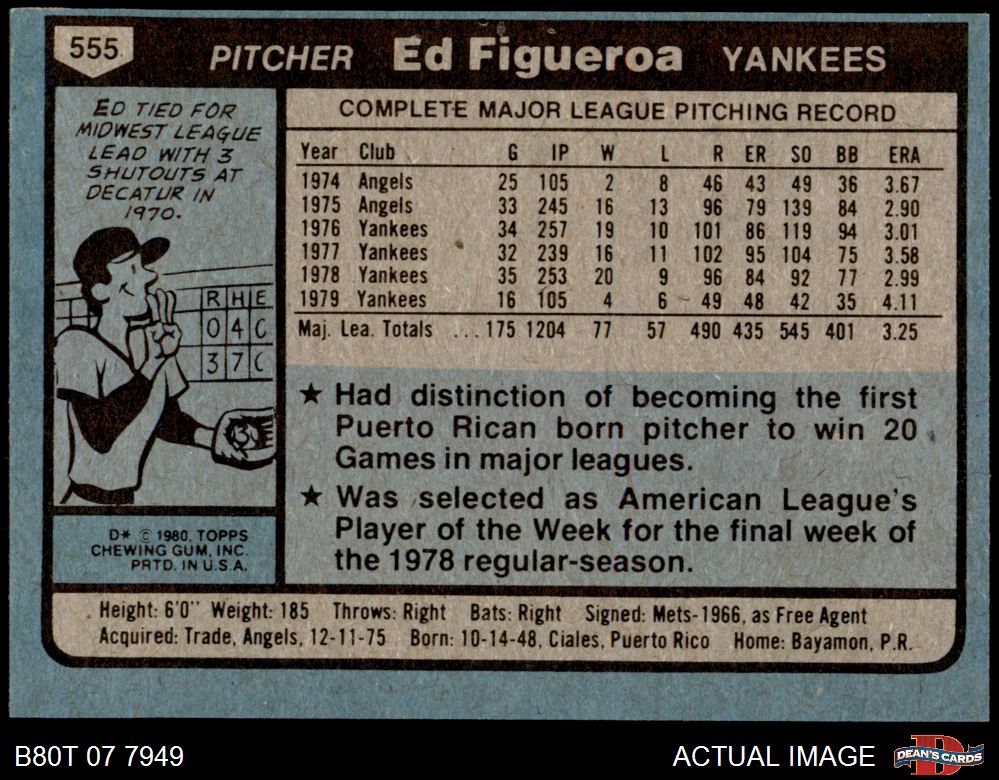 555
PITCHER Ed Figueroa YANKEES
ED TIED FOR
MIDWEST LEAGUE
LEAD WITH 3
SHUTOUTS AT
DECATUR IN
1970.
R H E
0 4 0
3 7 0
D* © 1980, TOPPS
CHEWING GUM, INC.
PRTD. IN U.S.A.
COMPLETE MAJOR LEAGUE PITCHING RECORD
Year Club G IP W L R ER SO BB ERA
1974 Angels 25 105 2 8 46 43 49 36 3.67
1975 Angels 33 245 16 13 96 79 139 84 2.90
1976 Yankees 34 257 19 10 101 86 119 94 3.01
1977 Yankees 32 239 16 11 102 95 104 75 3.58
1978 Yankees 35 253 20 9 96 84 92 77 2.99
1979 Yankees 16 105 4 6 49 48 42 35 4.11
Maj. Lea. Totals ... 175 1204 77 57 490 435 545 401 3.25
★ Had distinction of becoming the first
Puerto Rican born pitcher to win 20
Games in major leagues.
★ Was selected as American League's
Player of the Week for the final week of
the 1978 regular-season.
Height: 6'0" Weight: 185 Throws: Right Bats: Right Signed: Mets-1966, as Free Agent
Acquired: Trade, Angels, 12-11-75 Born: 10-14-48, Ciales, Puerto Rico Home: Bayamon, P.R.
B80T 07 7949 ACTUAL IMAGE DEAN'S CARDS